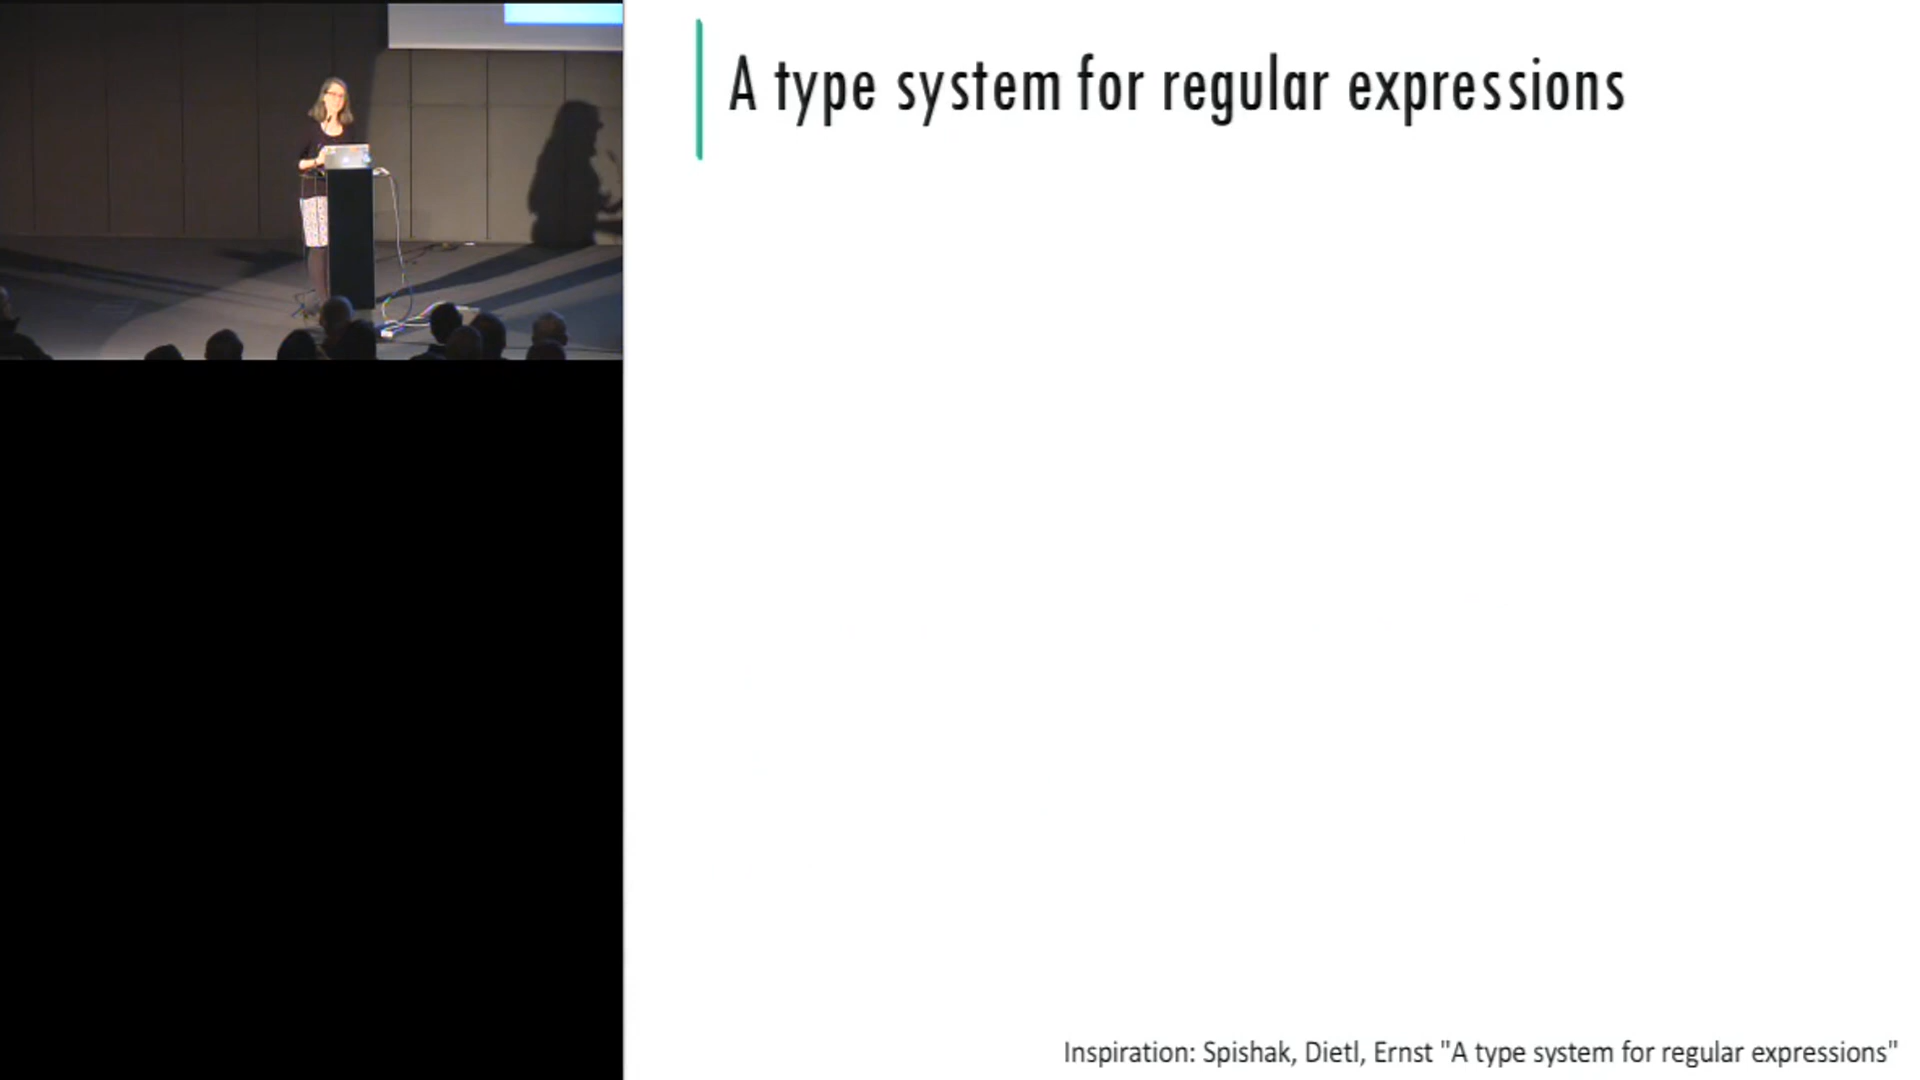 A type system for regular expressions
Inspiration: Spishak, Dietl, Ernst "A type system for regular expressions"